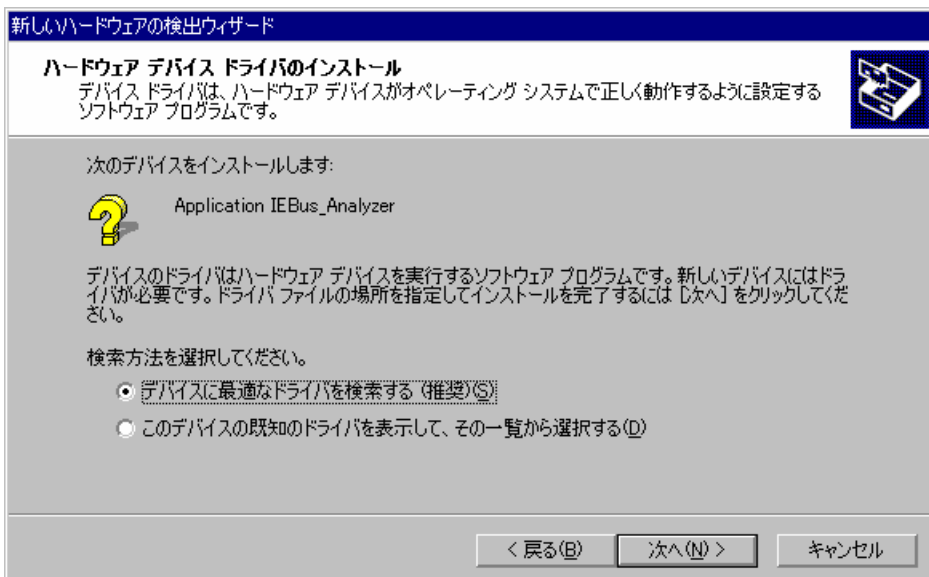 新しいハードウェアの検出ウィザード
ハードウェア デバイス ドライバのインストール
デバイス ドライバは、ハードウェア デバイスがオペレーティング システムで正しく動作するように設定する
ソフトウェア プログラムです。
次のデバイスをインストールします:
Application IEBus_Analyzer
デバイスのドライバはハードウェア デバイスを実行するソフトウェア プログラムです。新しいデバイスにはドラ
イバが必要です。ドライバ ファイルの場所を指定してインストールを完了するには [次へ] をクリックしてくだ
さい。
検索方法を選択してください。
デバイスに最適なドライバを検索する (推奨)(S)
このデバイスの既知のドライバを表示して、その一覧から選択する(D)
< 戻る(B)
次へ(N) >
キャンセル